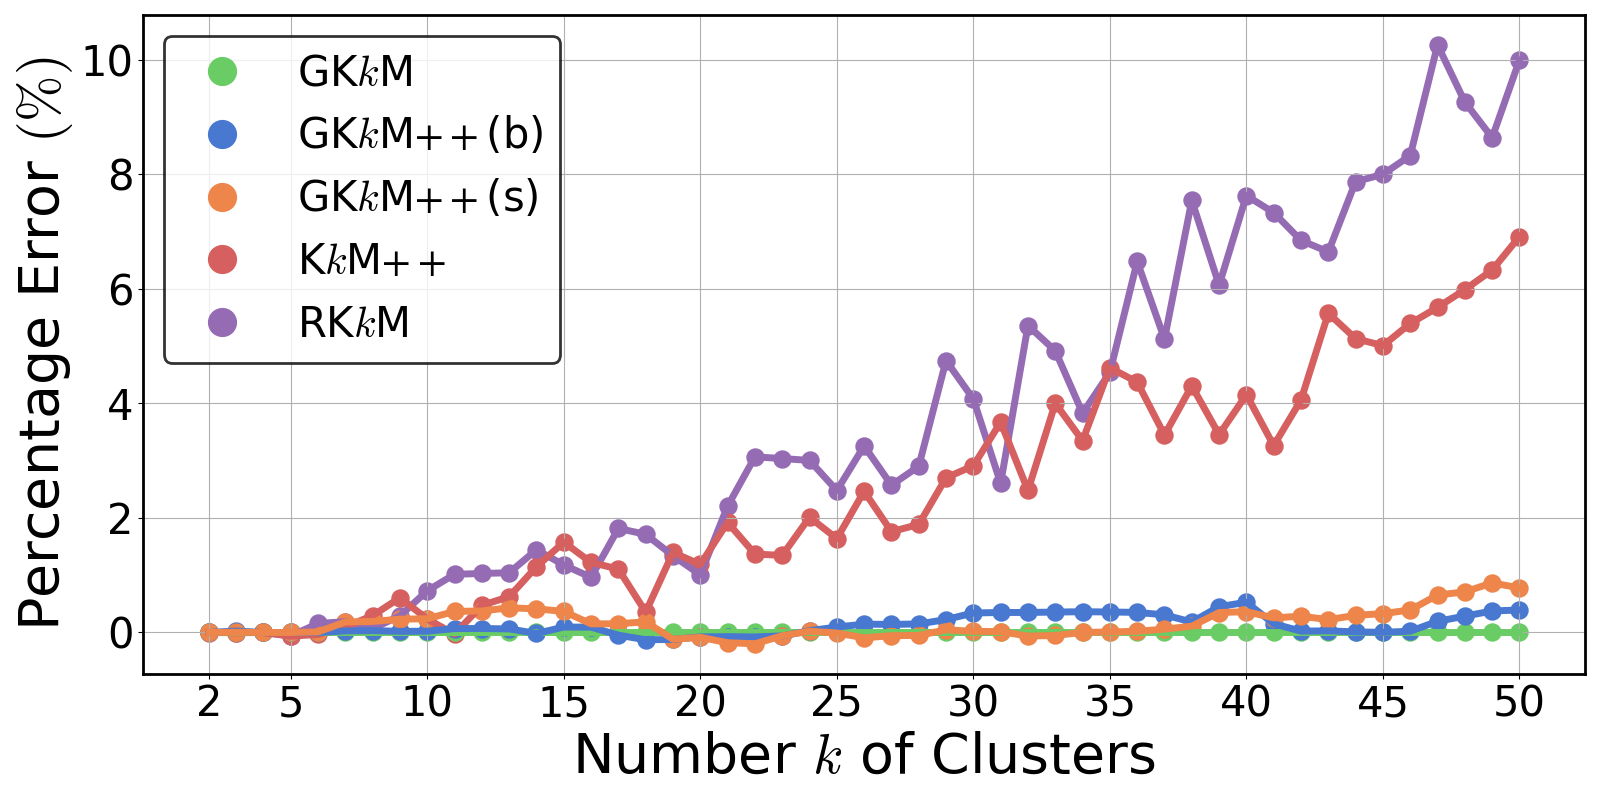 Percentage Error (%)
10
8
6
4
2
0
GKkM
GKkM++(b)
GKkM++(s)
KkM++
RKkM
2 5 10 15 20 25 30 35 40 45 50
Number k of Clusters